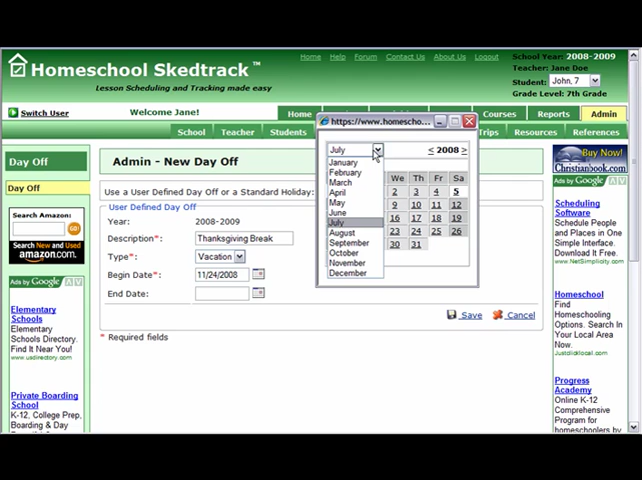 Home Help Forum Contact Us About Us Logout
School Year: 2008-2009
Teacher: Jane Doe
Student: John, 7
Grade Level: 7th Grade
Homeschool Skedtrack™
Lesson Scheduling and Tracking made easy
Switch User Welcome Jane! Home Courses Reports Admin
School Teacher Students Trips Resources References
https://www.homescho...
Day Off
Day Off
Admin - New Day Off
Use a User Defined Day Off or a Standard Holiday:
User Defined Day Off
Year: 2008-2009
Description*: Thanksgiving Break
Type*: Vacation
Begin Date*: 11/24/2008
End Date:
Save Cancel
* Required fields
July < 2008 >
January
February
March
April
May
June
July
August
September
October
November
December
We Th Fr Sa
2 3 4 5
9 10 11 12
16 17 18 19
23 24 25 26
30 31
Search Amazon:
GO!
Search New and Used
amazon.com
Ads by Google
Elementary
Schools
Elementary
Schools Directory.
Find It Near You!
www.usdirectory.com
Private Boarding
School
K-12, College Prep,
Boarding & Day
Buy Now!
Christianbook.com
Ads by Google
Scheduling
Software
Schedule People
and Places in One
Consistent View.
Download It Free.
www.NetSimplicity.com
Homeschool
Find
Homeschooling
Options. Search In
Your Local Area
Now.
Justclicklocal.com
Progress
Academy
Online K-12
Comprehensive
Program for
homeschoolers by